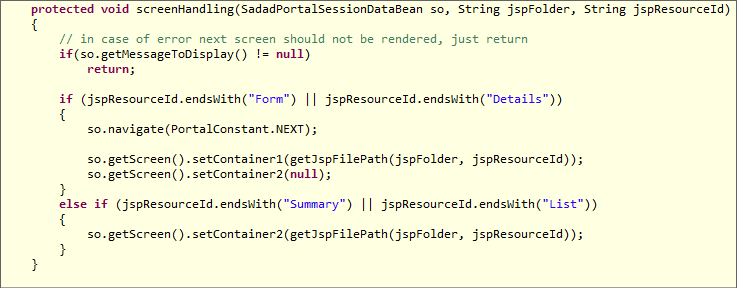 protected void screenHandling(SadadPortalSessionDataBean so, String jspFolder, String jspResourceId)
{
    // in case of error next screen should not be rendered, just return
    if(so.getMessageToDisplay() != null)
        return;

    if (jspResourceId.endsWith("Form") || jspResourceId.endsWith("Details"))
    {
        so.navigate(PortalConstant.NEXT);

        so.getScreen().setContainer1(getJspFilePath(jspFolder, jspResourceId));
        so.getScreen().setContainer2(null);
    }
    else if (jspResourceId.endsWith("Summary") || jspResourceId.endsWith("List"))
    {
        so.getScreen().setContainer2(getJspFilePath(jspFolder, jspResourceId));
    }
}